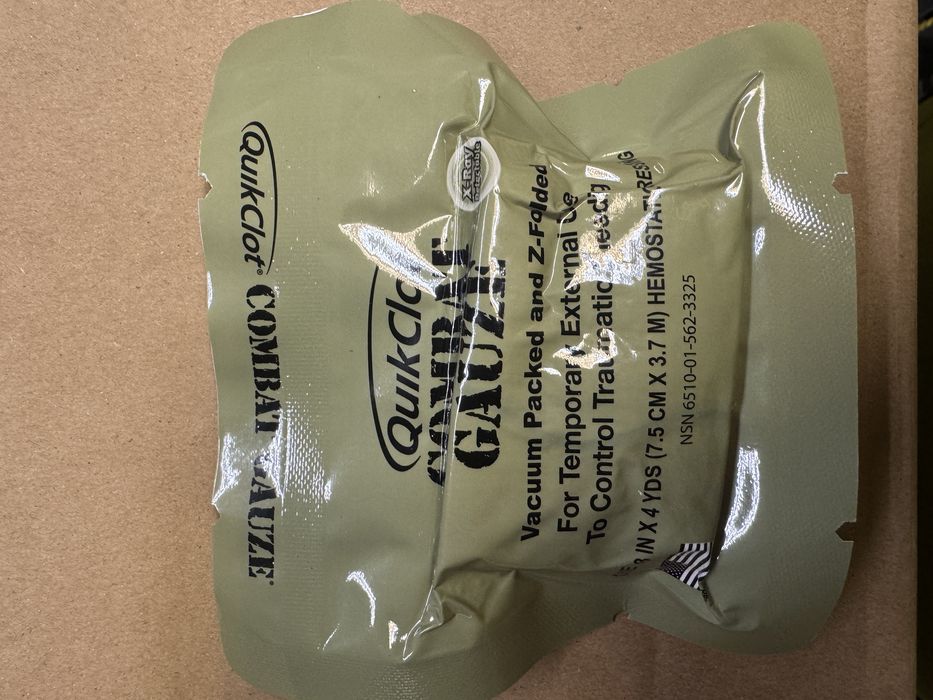 QuikClot® COMBAT GAUZE
X-Ray
Detectable
QuikClot
COMBAT
GAUZE
Vacuum Packed and Z-Folded
For Temporary External Use
To Control Traumatic Bleeding
IN X 4 YDS (7.5 CM X 3.7 M) HEMOSTATIC DRESSING
NSN 6510-01-562-3325